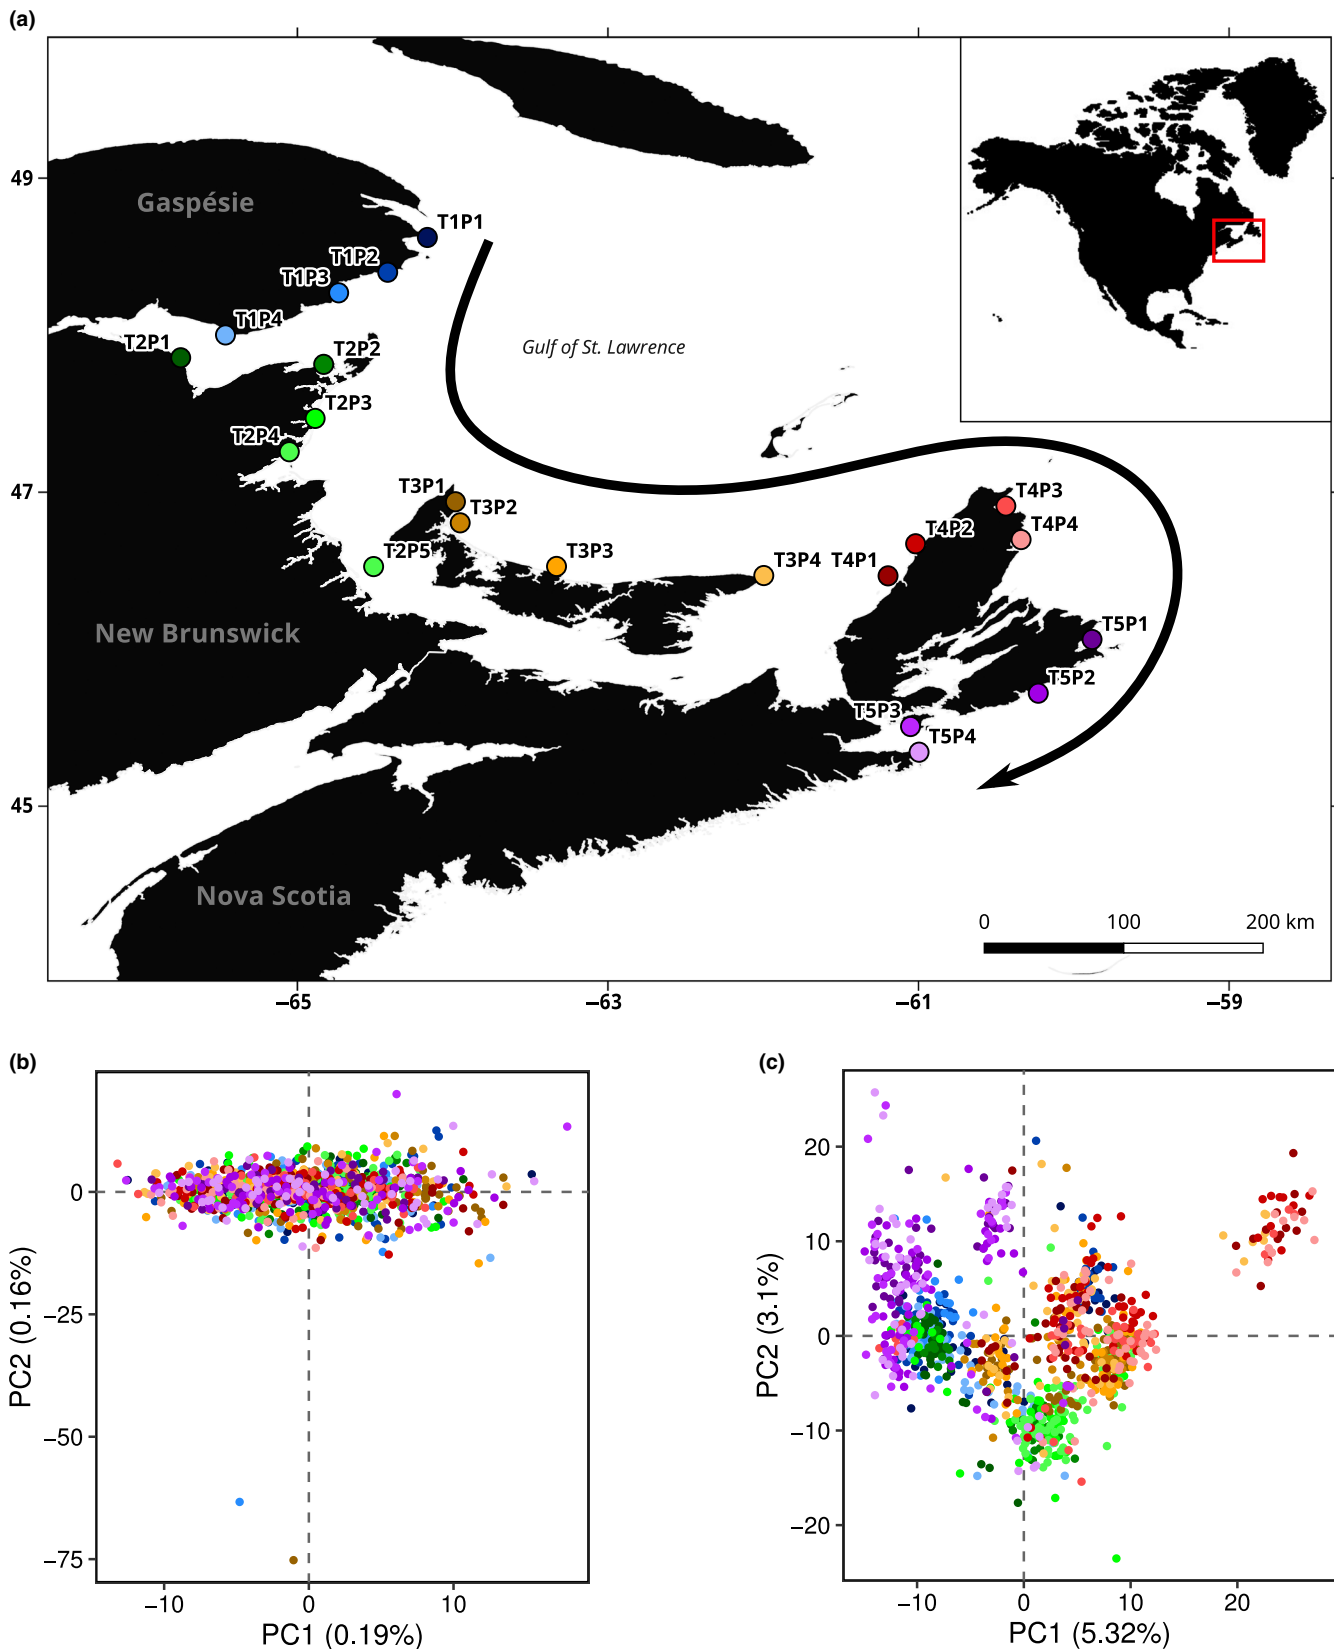 (a)
49
47
45
Gaspésie
T1P1
T1P2
T1P3
T1P4
T2P1
T2P2
Gulf of St. Lawrence
T2P3
T2P4
T3P1
T3P2
T4P3
T4P2
T4P4
T2P5
T3P3
T3P4
T4P1
New Brunswick
T5P1
T5P2
T5P3
T5P4
Nova Scotia
0 100 200 km
−65 −63 −61 −59
(b)
0
−25
−50
−75
PC2 (0.16%)
−10 0 10
PC1 (0.19%)
(c)
20
10
0
−10
−20
PC2 (3.1%)
−10 0 10 20
PC1 (5.32%)